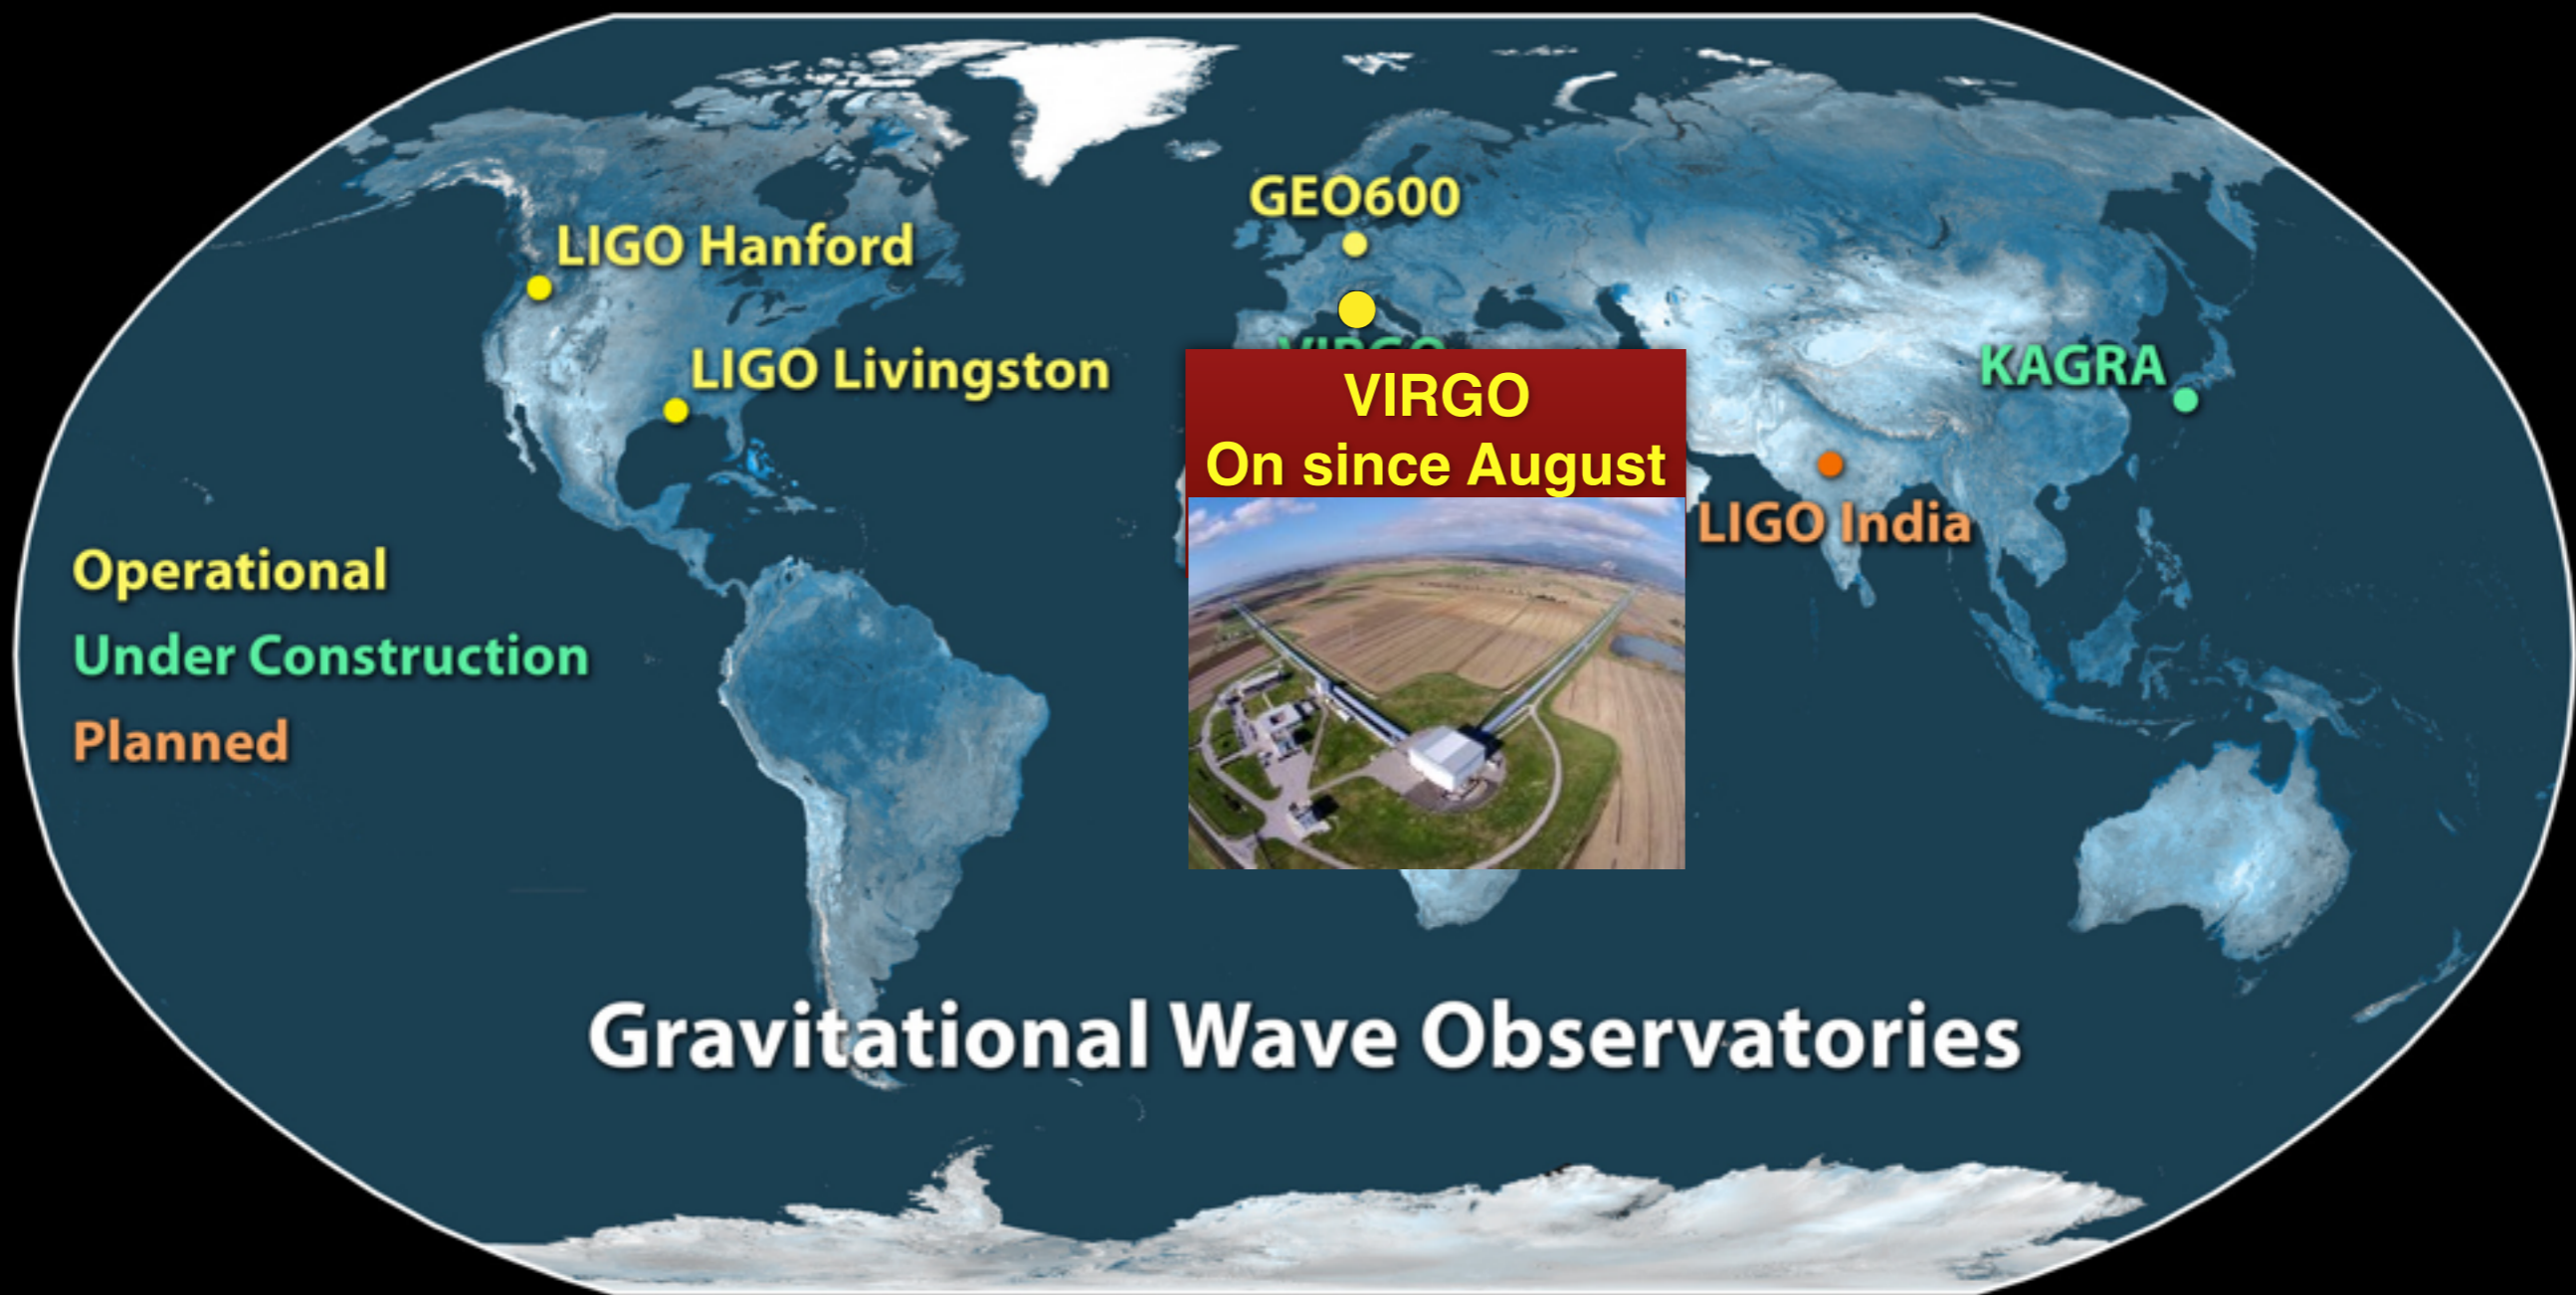 GEO600
LIGO Hanford
LIGO Livingston
VIRGO
VIRGO
On since August
KAGRA
LIGO India
Operational
Under Construction
Planned
Gravitational Wave Observatories